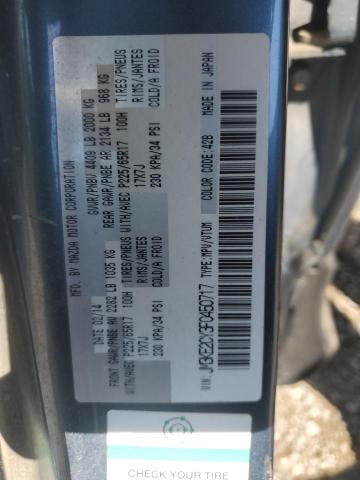 MFD. BY MAZDA MOTOR CORPORATION
DATE 02/14 GVWR/PNBV 4409 LB 2000 KG
FRONT GAWR/PNBE AV 2282 LB 1035 KG REAR GAWR/PNBE AR 2134 LB 968 KG
WITH/AVEC P225/65R17 100H TIRES/PNEUS WITH/AVEC P225/65R17 100H TIRES/PNEUS
17X7J RIMS/JANTES 17X7J RIMS/JANTES
230 KPA/34 PSI COLD/A FROID 230 KPA/34 PSI COLD/A FROID
VIN: JM3KE2CY3F0450717 TYPE:MPV/VTUM COLOR CODE:42B MADE IN JAPAN
CHECK YOUR TIRE